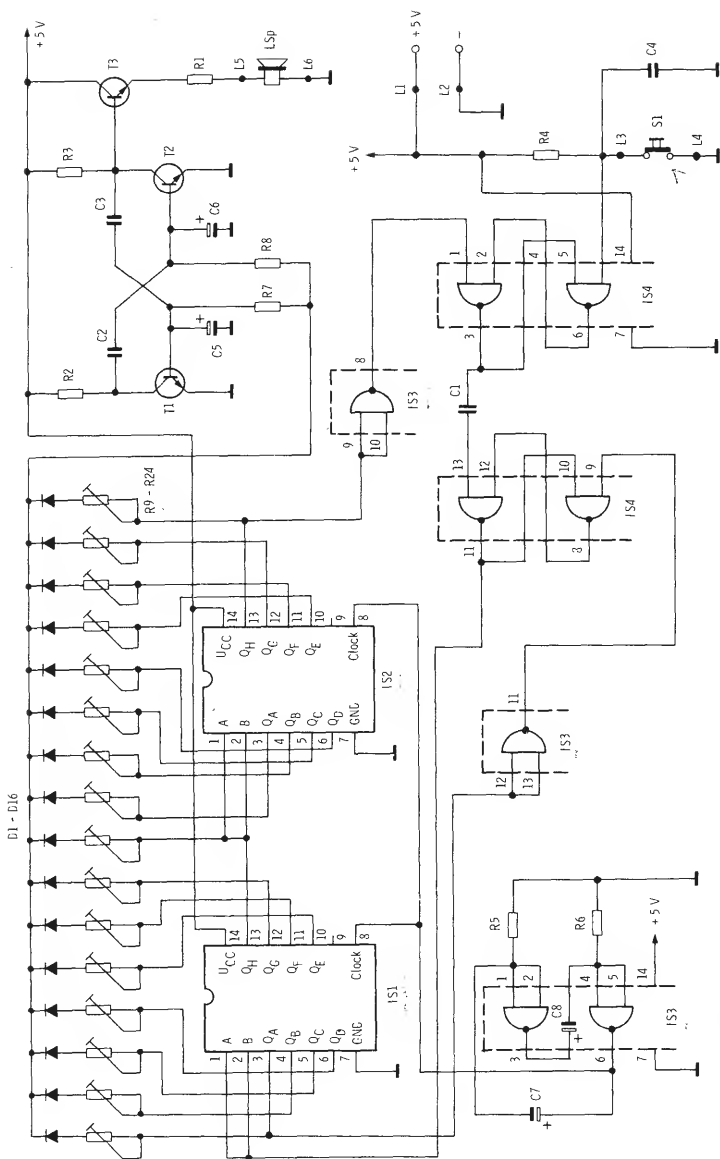 D1 - D16
+5 V
R9 - R24
R2
R3
C2
C3
T3
T1
T2
R1
L5
LSp
L6
C5
C6
R7
R8
1 A
2 B
3 QA
4 QB
5 QC
6 QD
7 GND
UCC 14
QH 13
QG 12
QF 11
QE 10
9
Clock 8
IS1
1 A
2 B
3 QA
4 QB
5 QC
6 QD
7 GND
UCC 14
QH 13
QG 12
QF 11
QE 10
9
Clock 8
IS2
9
10
8
IS3
+5 V
L1
+5 V
L2
-
R4
C4
L3
S1
L4
1
2
3
4
5
6
7
14
IS4
C1
13
12
11
10
9
8
IS4
12
13
11
IS3
C7
+
C8
+
1
2
3
4
5
6
7
14
+5 V
R5
R6
IS3
+
+